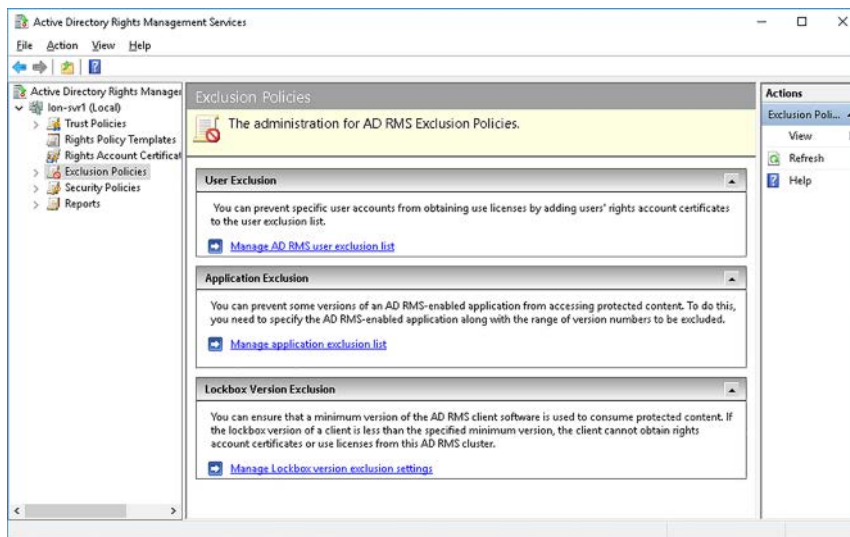 Active Directory Rights Management Services
File Action View Help
Active Directory Rights Manager
lon-svr1 (Local)
Trust Policies
Rights Policy Templates
Rights Account Certificat
Exclusion Policies
Security Policies
Reports
Exclusion Policies
The administration for AD RMS Exclusion Policies.
User Exclusion
You can prevent specific user accounts from obtaining use licenses by adding users' rights account certificates
to the user exclusion list.
Manage AD RMS user exclusion list
Application Exclusion
You can prevent some versions of an AD RMS-enabled application from accessing protected content. To do this,
you need to specify the AD RMS-enabled application along with the range of version numbers to be excluded.
Manage application exclusion list
Lockbox Version Exclusion
You can ensure that a minimum version of the AD RMS client software is used to consume protected content. If
the lockbox version of a client is less than the specified minimum version, the client cannot obtain rights
account certificates or use licenses from this AD RMS cluster.
Manage Lockbox version exclusion settings
Actions
Exclusion Poli...
View
Refresh
Help